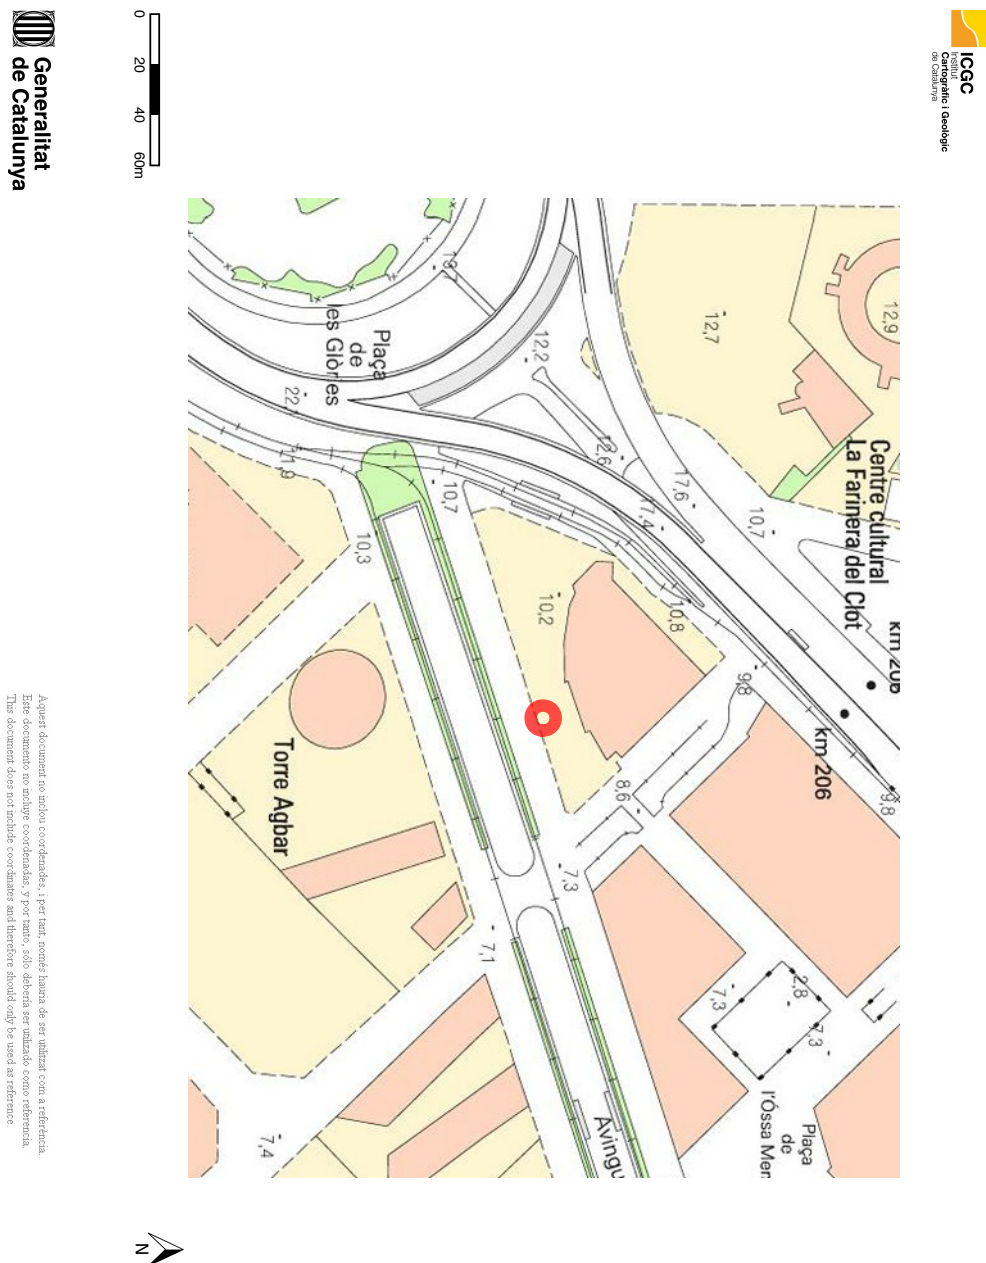 Generalitat
de Catalunya
0 20 40 60m
ICGC
Institut
Cartogràfic i Geològic
de Catalunya
12,9
12,7
Plaça
de
les Glòries
12,2
22,
Centre cultural
La Farinera del Clot
12,6
17,6
17,4
10,7
10,7
10,3
10,2
10,8
9,8
km 206
km 206
9,8
8,6
Torre Agbar
7,3
7,1
7,3
2,8
7,3
Plaça
de
l'Óssa Men
Avingu
7,4
N
Aquest document no inclou coordenades, i per tant, només hauria de ser utilitzat com a referència.
Este documento no incluye coordenadas, y por tanto, sólo debería ser utilizado como referencia.
This document does not include coordinates and therefore should only be used as reference.